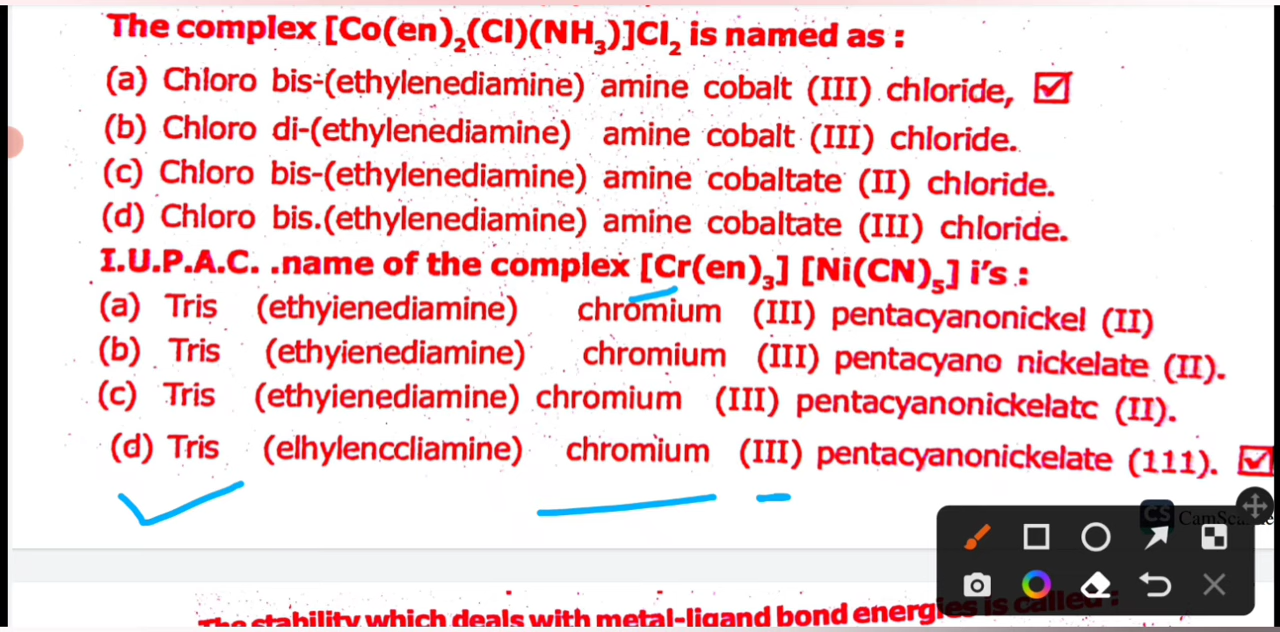 The complex [Co(en)₂(Cl)(NH₃)]Cl₂ is named as :
(a) Chloro bis-(ethylenediamine) amine cobalt (III) chloride, ☑
(b) Chloro di-(ethylenediamine) amine cobalt (III) chloride.
(c) Chloro bis-(ethylenediamine) amine cobaltate (II) chloride.
(d) Chloro bis.(ethylenediamine) amine cobaltate (III) chloride.
I.U.P.A.C. .name of the complex [Cr(en)₃] [Ni(CN)₅] i's :
(a) Tris (ethyienediamine) chromium (III) pentacyanonickel (II)
(b) Tris (ethyienediamine) chromium (III) pentacyano nickelate (II).
(c) Tris (ethyienediamine) chromium (III) pentacyanonickelatc (II).
(d) Tris (elhylenccliamine) chromium (III) pentacyanonickelate (111). ☑
CS CamSca
The stability which deals with metal-ligand bond energies is called :